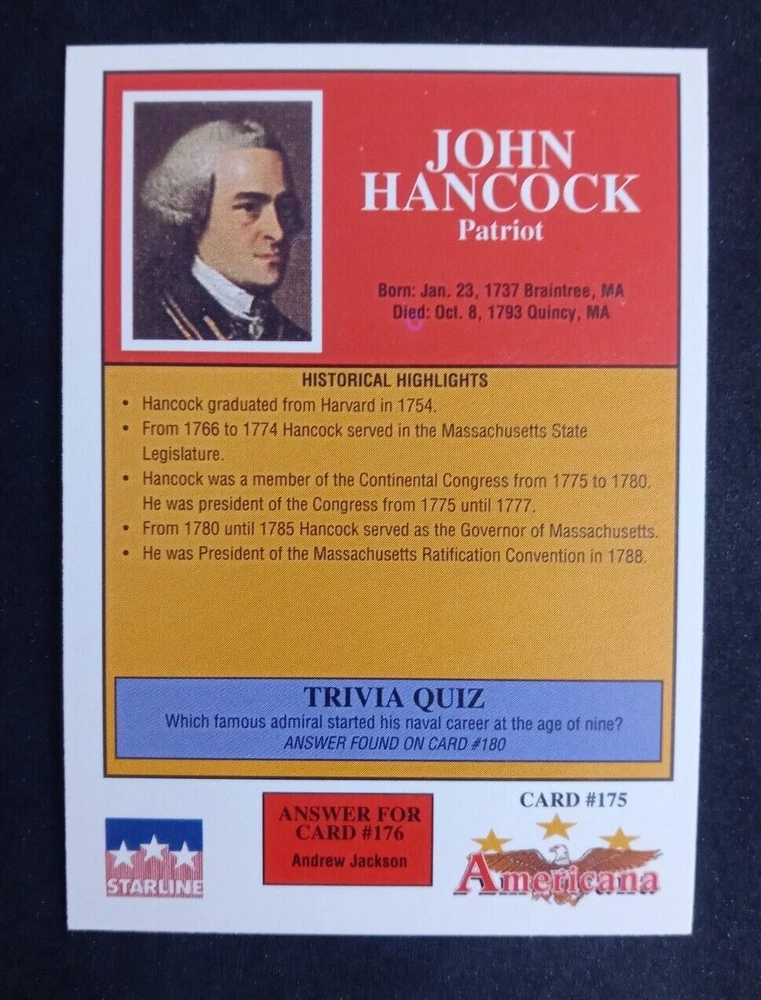 JOHN
HANCOCK
Patriot
Born: Jan. 23, 1737 Braintree, MA
Died: Oct. 8, 1793 Quincy, MA
HISTORICAL HIGHLIGHTS
• Hancock graduated from Harvard in 1754.
• From 1766 to 1774 Hancock served in the Massachusetts State
Legislature.
• Hancock was a member of the Continental Congress from 1775 to 1780.
He was president of the Congress from 1775 until 1777.
• From 1780 until 1785 Hancock served as the Governor of Massachusetts.
• He was President of the Massachusetts Ratification Convention in 1788.
TRIVIA QUIZ
Which famous admiral started his naval career at the age of nine?
ANSWER FOUND ON CARD #180
STARLINE
ANSWER FOR
CARD #176
Andrew Jackson
CARD #175
Americana